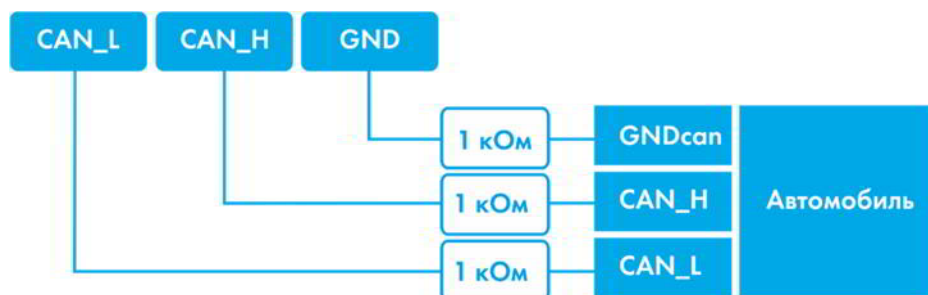 CAN_L
CAN_H
GND
1 кОм
GNDcan
1 кОм
CAN_H
Автомобиль
1 кОм
CAN_L